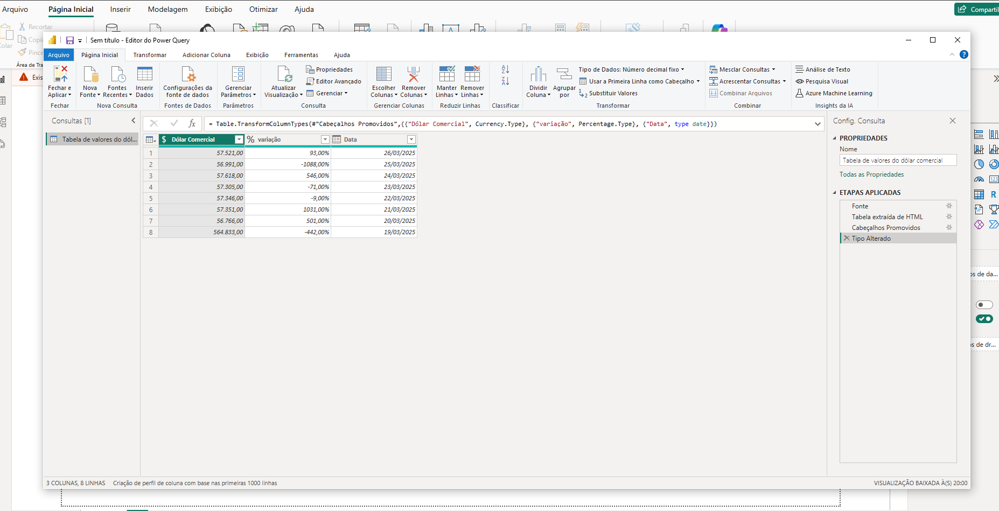 Arquivo Página Inicial Inserir Modelagem Exibição Otimizar Ajuda
Compartil
Recortar
Copia
Colar
Pince
Área de Tra
Exis
Sem título - Editor do Power Query
Arquivo Página Inicial Transformar Adicionar Coluna Exibição Ferramentas Ajuda
Fechar e Aplicar
Fechar
Nova Fonte
Fontes Recentes
Inserir Dados
Nova Consulta
Configurações da fonte de dados
Fontes de Dados
Gerenciar Parâmetros
Parâmetros
Atualizar Visualização
Propriedades
Editor Avançado
Gerenciar
Consulta
Escolher Colunas
Remover Colunas
Gerenciar Colunas
Manter Linhas
Remover Linhas
Reduzir Linhas
Classificar
Dividir Coluna
Agrupar por
Tipo de Dados: Número decimal fixo
Usar a Primeira Linha como Cabeçalho
Substituir Valores
Transformar
Mesclar Consultas
Acrescentar Consultas
Combinar Arquivos
Combinar
Análise de Texto
Pesquisa Visual
Azure Machine Learning
Insights da IA
Consultas [1]
Tabela de valores do dól...
= Table.TransformColumnTypes(#"Cabeçalhos Promovidos",{{"Dólar Comercial", Currency.Type}, {"variação", Percentage.Type}, {"Data", type date}})
$ Dólar Comercial % variação Data
1 57.521,00 93,00% 26/03/2025
2 56.991,00 -1088,00% 25/03/2025
3 57.618,00 546,00% 24/03/2025
4 57.305,00 -71,00% 23/03/2025
5 57.346,00 -9,00% 22/03/2025
6 57.351,00 1031,00% 21/03/2025
7 56.766,00 501,00% 20/03/2025
8 564.833,00 -442,00% 19/03/2025
Config. Consulta
PROPRIEDADES
Nome
Tabela de valores do dólar comercial
Todas as Propriedades
ETAPAS APLICADAS
Fonte
Tabela extraída de HTML
Cabeçalhos Promovidos
Tipo Alterado
123
R
os de da...
os de dr...
3 COLUNAS, 8 LINHAS Criação de perfil de coluna com base nas primeiras 1000 linhas
VISUALIZAÇÃO BAIXADA À(S) 20:00